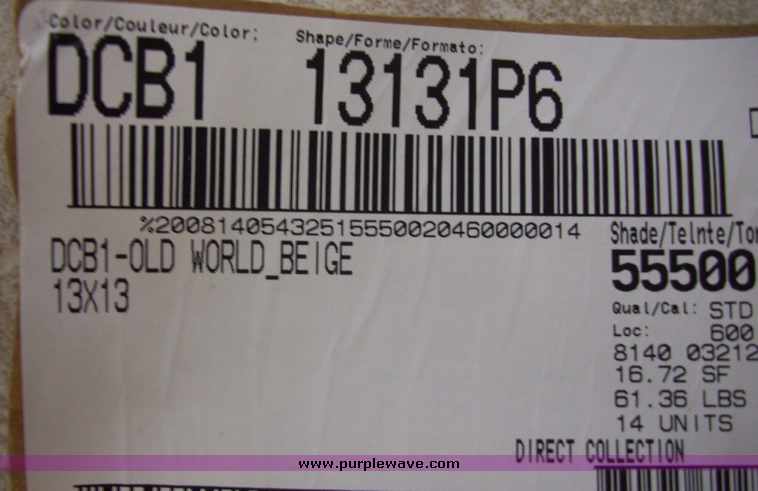 Color/Couleur/Color: Shape/Forme/Formato:
DCB1 13131P6
%20081405432515550020460000014
DCB1-OLD WORLD_BEIGE
13X13
Shade/Telnte/Ton
55500
Qual/Cal: STD
Loc: 600
8140 03212
16.72 SF
61.36 LBS
14 UNITS
DIRECT COLLECTION
www.purplewave.com